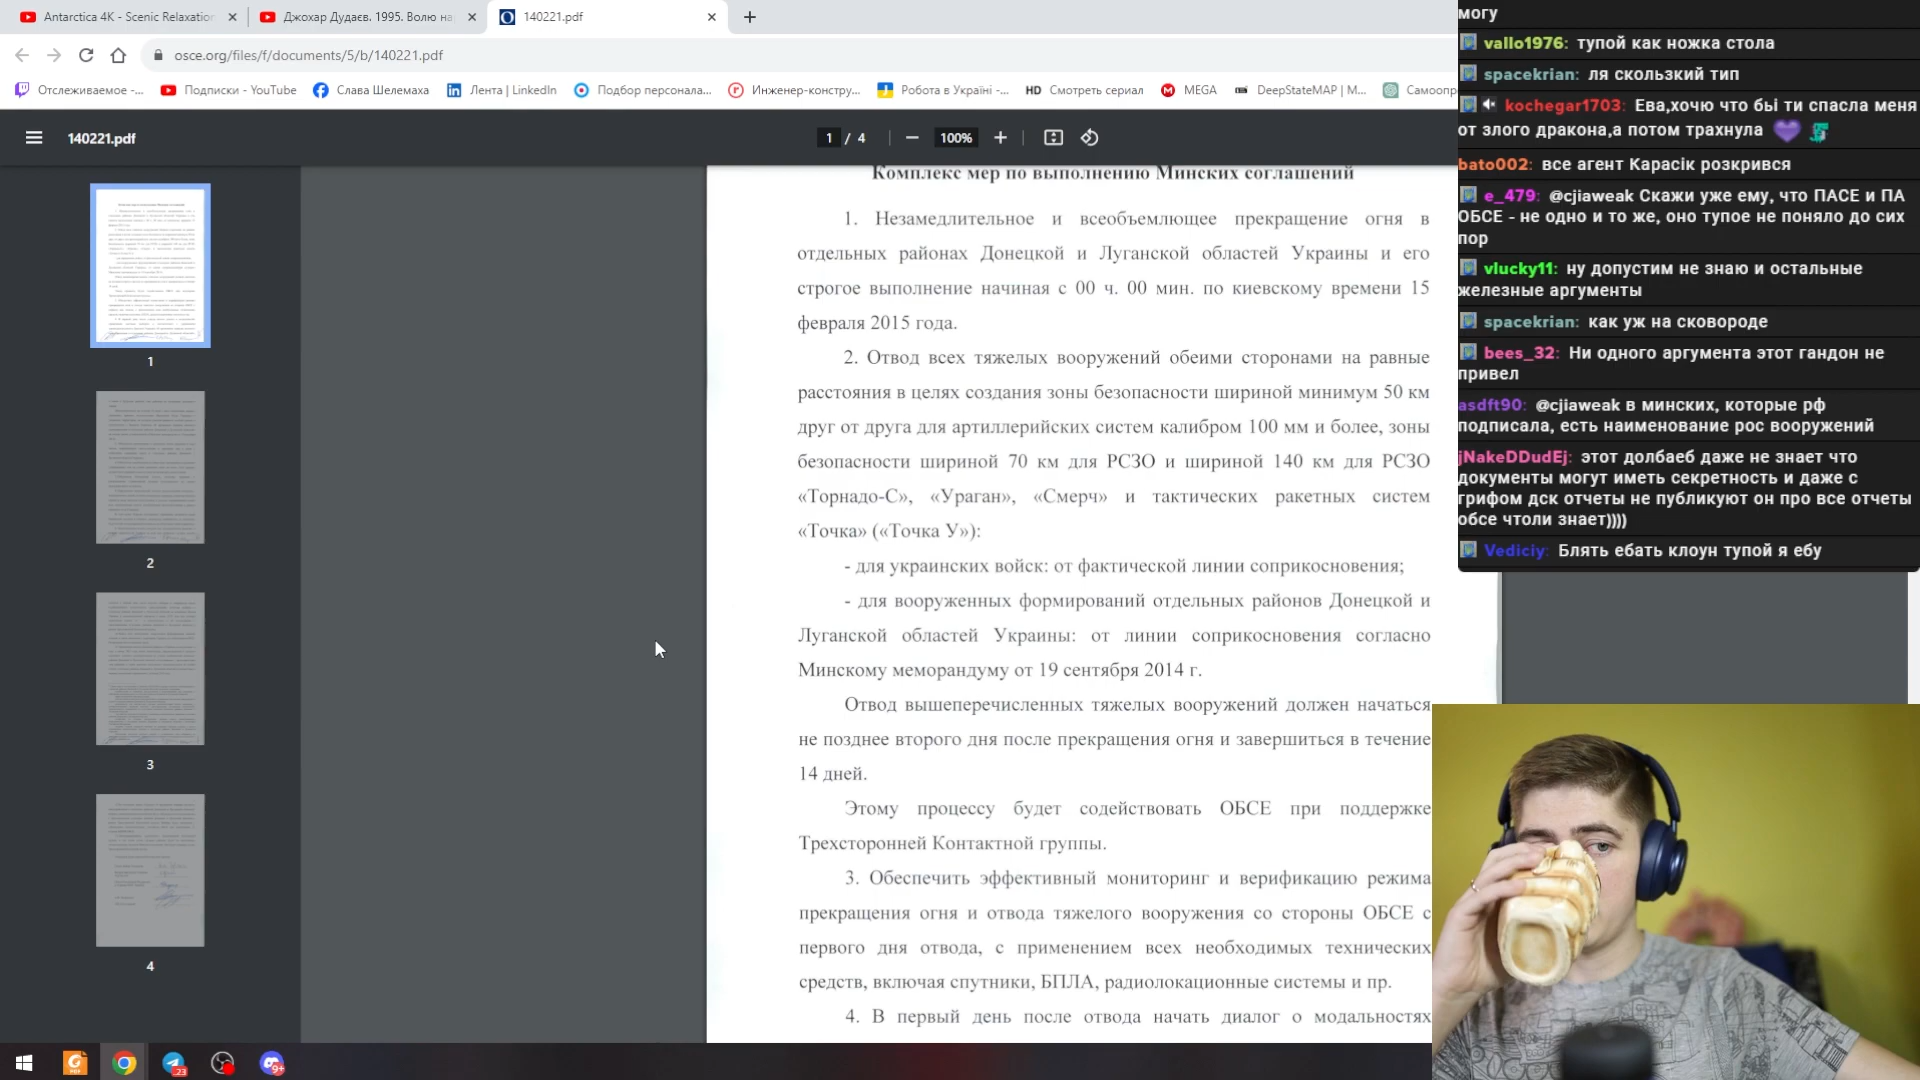 Antarctica 4K - Scenic Relaxation
Джохар Дудаєв. 1995. Волю на
140221.pdf
osce.org/files/f/documents/5/b/140221.pdf
Отслеживаемое -...
Подписки - YouTube
Слава Шелемаха
Лента | LinkedIn
Подбор персонала...
Инженер-констру...
Робота в Україні -...
HD Смотреть сериал
MEGA
DeepStateMAP | М...
140221.pdf
1 / 4
100%
1
2
3
4
Комплекс мер по выполнению Минских соглашений
1. Незамедлительное и всеобъемлющее прекращение огня в
отдельных районах Донецкой и Луганской областей Украины и его
строгое выполнение начиная с 00 ч. 00 мин. по киевскому времени 15
февраля 2015 года.
2. Отвод всех тяжелых вооружений обеими сторонами на равные
расстояния в целях создания зоны безопасности шириной минимум 50 км
друг от друга для артиллерийских систем калибром 100 мм и более, зоны
безопасности шириной 70 км для РСЗО и шириной 140 км для РСЗО
«Торнадо-С», «Ураган», «Смерч» и тактических ракетных систем
«Точка» («Точка У»):
- для украинских войск: от фактической линии соприкосновения;
- для вооруженных формирований отдельных районов Донецкой и
Луганской областей Украины: от линии соприкосновения согласно
Минскому меморандуму от 19 сентября 2014 г.
Отвод вышеперечисленных тяжелых вооружений должен начаться
не позднее второго дня после прекращения огня и завершиться в течение
14 дней.
Этому процессу будет содействовать ОБСЕ при поддержке
Трехсторонней Контактной группы.
3. Обеспечить эффективный мониторинг и верификацию режима
прекращения огня и отвода тяжелого вооружения со стороны ОБСЕ с
первого дня отвода, с применением всех необходимых технических
средств, включая спутники, БПЛА, радиолокационные системы и пр.
4. В первый день после отвода начать диалог о модальностях
могу
vallo1976: тупой как ножка стола
spacekrian: ля скользкий тип
kochegar1703: Ева,хочу что бьі ти спасла меня
от злого дракона,а потом трахнула
bato002: все агент Карасік розкрився
e_479: @cjiaweak Скажи уже ему, что ПАСЕ и ПА
ОБСЕ - не одно и то же, оно тупое не поняло до сих
пор
vlucky11: ну допустим не знаю и остальные
железные аргументы
spacekrian: как уж на сковороде
bees_32: Ни одного аргумента этот гандон не
привел
asdft90: @cjiaweak в минских, которые рф
подписала, есть наименование рос вооружений
jNakeDDudEj: этот долбаеб даже не знает что
документы могут иметь секретность и даже с
грифом дск отчеты не публикуют он про все отчеты
обсе чтоли знает))))
Vediciy: Блять ебать клоун тупой я ебу
23
9+